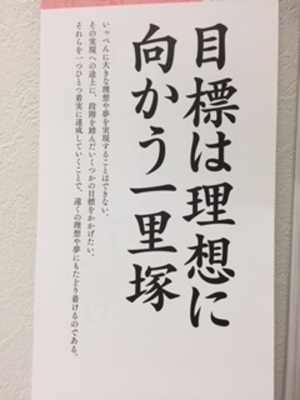 目標は理想に
向かう一里塚
いっぺんに大きな理想や夢を実現することはできない。
その実現への途上に、段階を踏んだいくつかの目標をかかげたい。
それらを一つひとつ着実に達成していくことで、遠くの理想や夢にもたどり着けるのである。